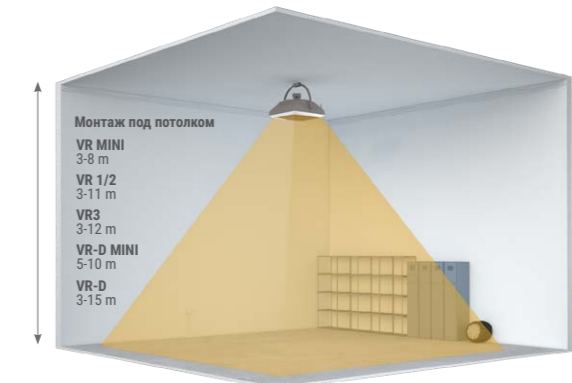 Монтаж под потолком
VR MINI
3-8 m
VR 1/2
3-11 m
VR3
3-12 m
VR-D MINI
5-10 m
VR-D
3-15 m